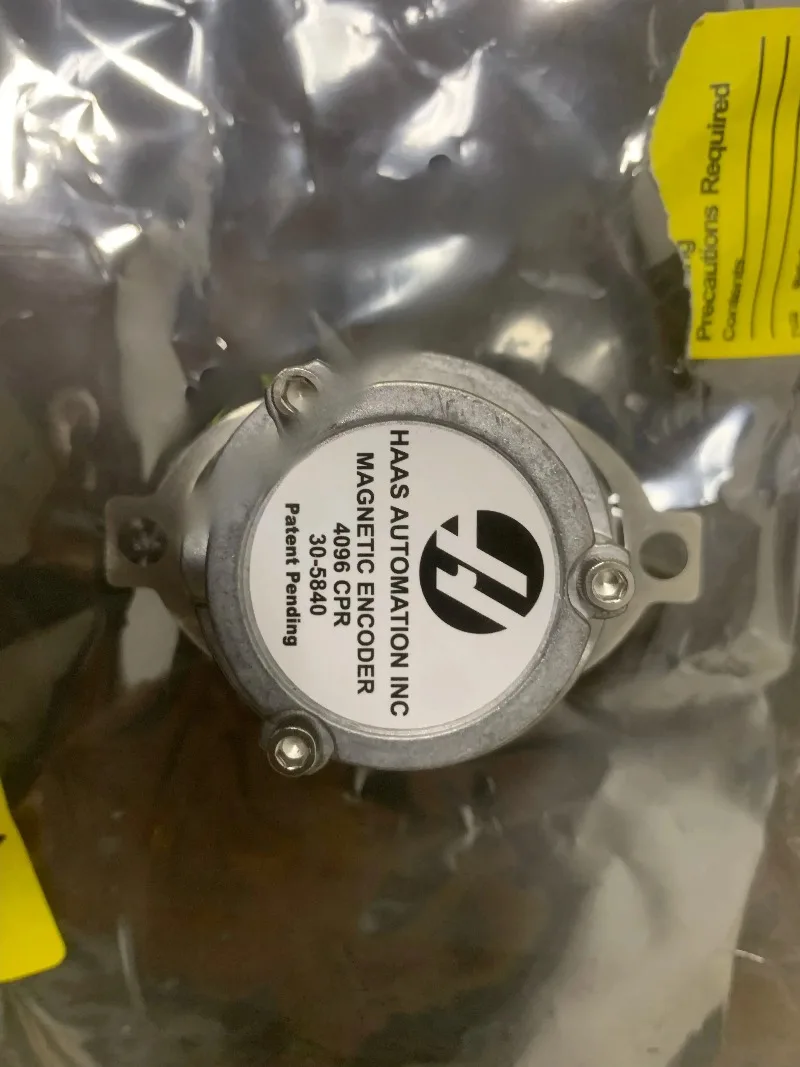 HAAS AUTOMATION INC
MAGNETIC ENCODER
4096 CPR
30-5840
Patent Pending
Precautions Required
Contents